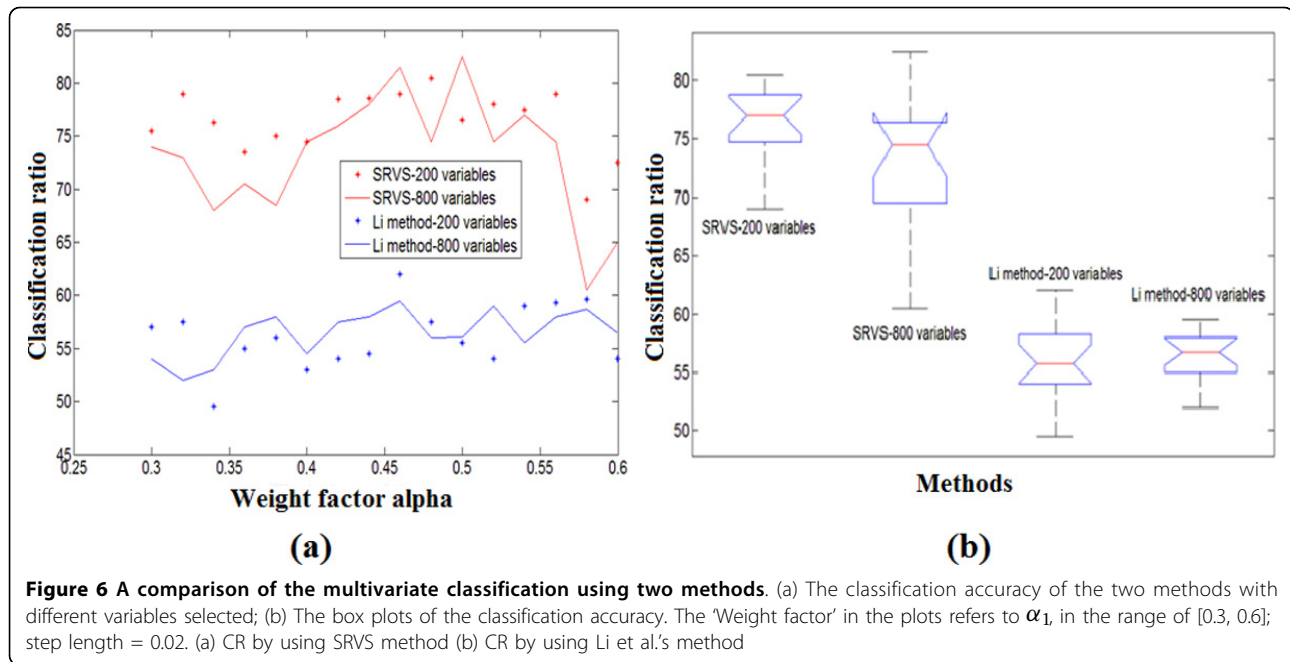 85
80
75
70
65
60
55
50
45
Classification ratio
SRVS-200 variables
SRVS-800 variables
Li method-200 variables
Li method-800 variables
0.25
0.3
0.35
0.4
0.45
0.5
0.55
0.6
Weight factor alpha
(a)
80
75
70
65
60
55
50
Classification ratio
SRVS-200 variables
SRVS-800 variables
Li method-200 variables
Li method-800 variables
Methods
(b)
Figure 6 A comparison of the multivariate classification using two methods. (a) The classification accuracy of the two methods with
different variables selected; (b) The box plots of the classification accuracy. The 'Weight factor' in the plots refers to α₁, in the range of [0.3, 0.6];
step length = 0.02. (a) CR by using SRVS method (b) CR by using Li et al.'s method